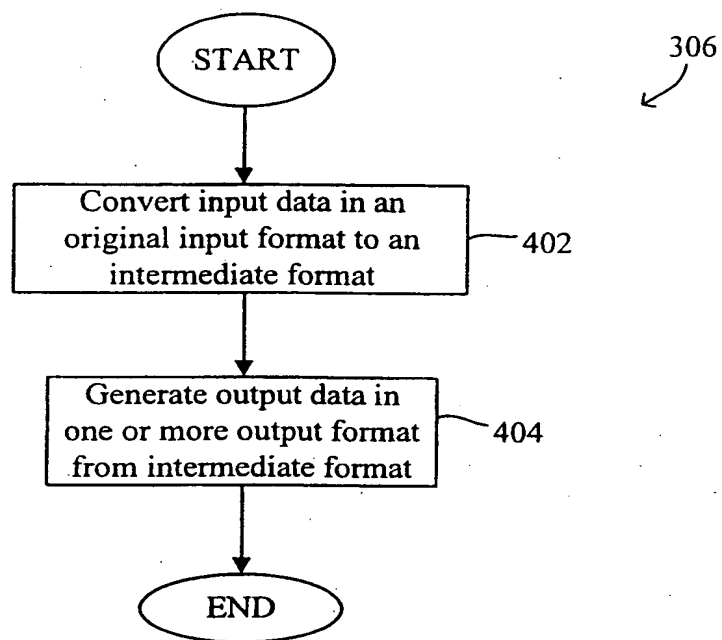 START
306
Convert input data in an
original input format to an
intermediate format
402
Generate output data in
one or more output format
from intermediate format
404
END